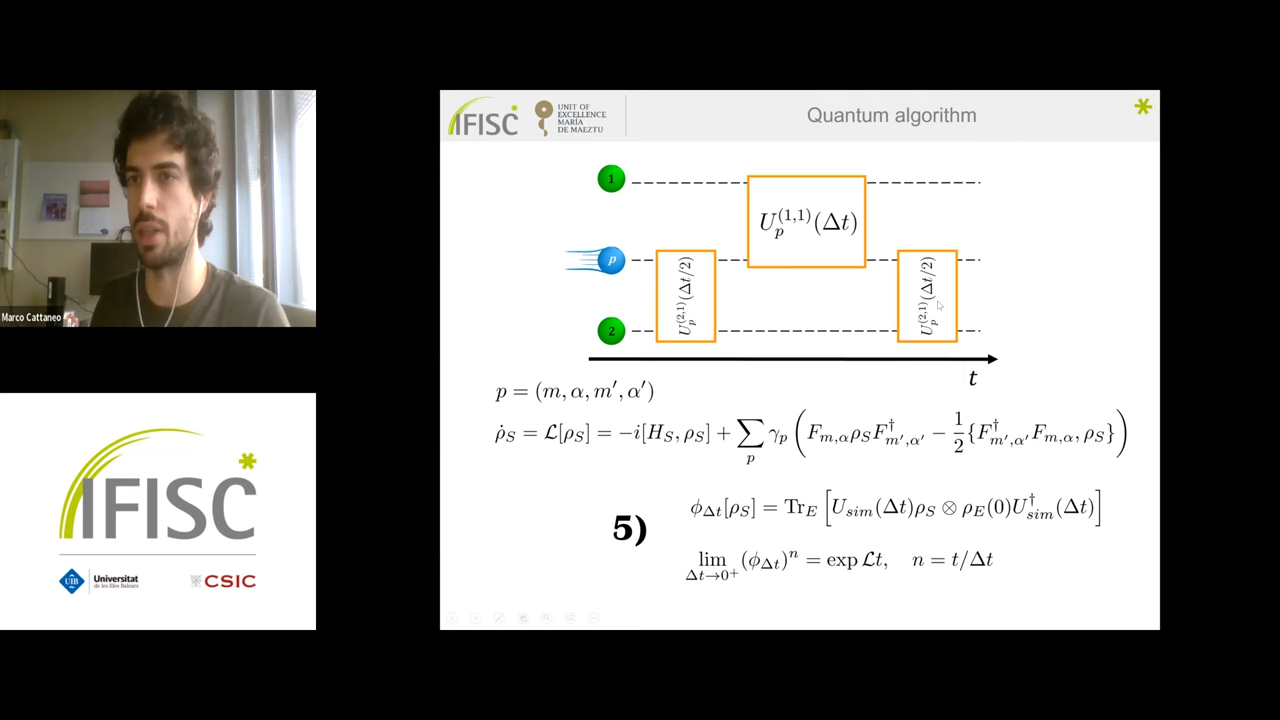 Marco Cattaneo
IFISC
Universitat
de les Illes Balears
UIB
CSIC
IFISC
UNIT OF
EXCELLENCE
MARÍA
DE MAEZTU
Quantum algorithm
1
p
2
U_p^{(2,1)}(Δt/2)
U_p^{(1,1)}(Δt)
U_p^{(2,1)}(Δt/2)
t
p = (m, α, m′, α′)
ρ̇_S = ℒ[ρ_S] = −i[H_S, ρ_S] + ∑_p γ_p ( F_{m,α} ρ_S F†_{m′,α′} − 1/2 {F†_{m′,α′} F_{m,α}, ρ_S} )
5)
ϕ_{Δt}[ρ_S] = Tr_E [ U_{sim}(Δt) ρ_S ⊗ ρ_E(0) U†_{sim}(Δt) ]
lim_{Δt→0⁺} (ϕ_{Δt})^n = exp ℒt, n = t/Δt